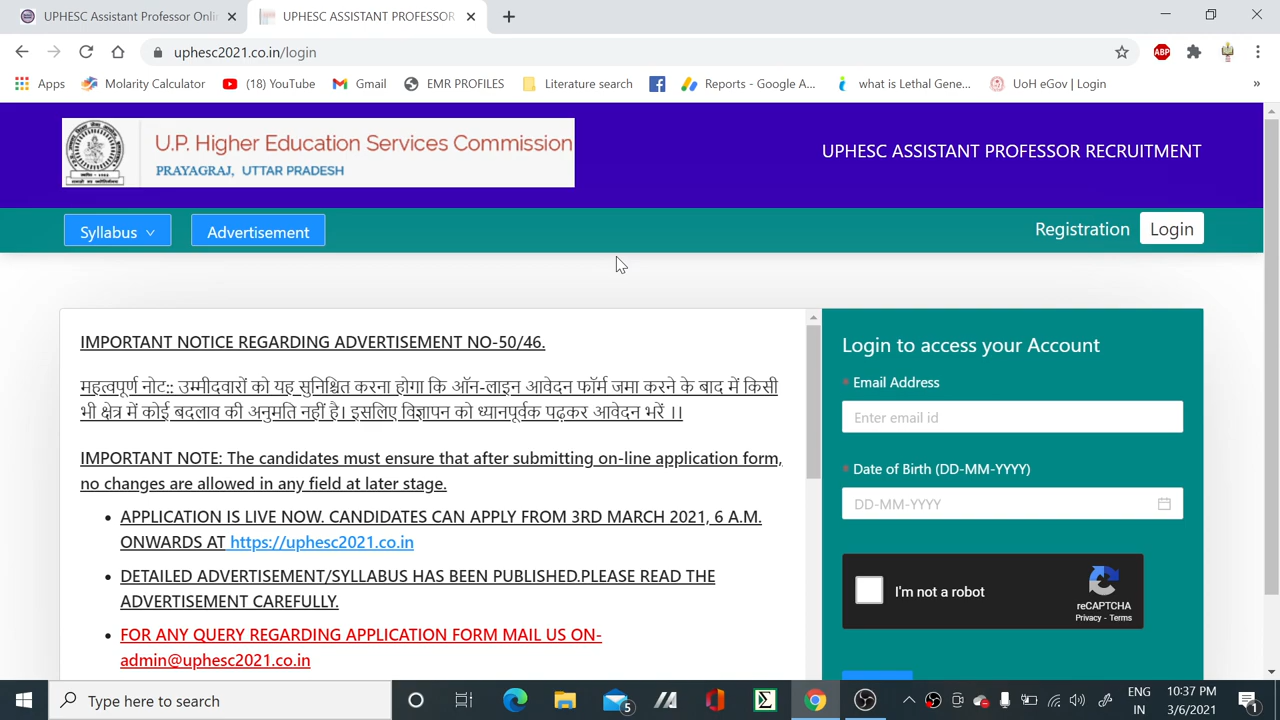 UPHESC Assistant Professor Onli
UPHESC ASSISTANT PROFESSOR
uphesc2021.co.in/login
ABP
Apps
Molarity Calculator
(18) YouTube
Gmail
EMR PROFILES
Literature search
Reports - Google A...
what is Lethal Gene...
UoH eGov | Login
»
U.P. Higher Education Services Commission
PRAYAGRAJ, UTTAR PRADESH
UPHESC ASSISTANT PROFESSOR RECRUITMENT
Syllabus
Advertisement
Registration
Login
IMPORTANT NOTICE REGARDING ADVERTISEMENT NO-50/46.
महत्वपूर्ण नोट:: उम्मीदवारों को यह सुनिश्चित करना होगा कि ऑन-लाइन आवेदन फॉर्म जमा करने के बाद में किसी
भी क्षेत्र में कोई बदलाव की अनुमति नहीं है। इसलिए विज्ञापन को ध्यानपूर्वक पढ़कर आवेदन भरें ।।
IMPORTANT NOTE: The candidates must ensure that after submitting on-line application form,
no changes are allowed in any field at later stage.
• APPLICATION IS LIVE NOW. CANDIDATES CAN APPLY FROM 3RD MARCH 2021, 6 A.M.
ONWARDS AT https://uphesc2021.co.in
• DETAILED ADVERTISEMENT/SYLLABUS HAS BEEN PUBLISHED.PLEASE READ THE
ADVERTISEMENT CAREFULLY.
• FOR ANY QUERY REGARDING APPLICATION FORM MAIL US ON-
admin@uphesc2021.co.in
Login to access your Account
* Email Address
Enter email id
* Date of Birth (DD-MM-YYYY)
DD-MM-YYYY
I'm not a robot
reCAPTCHA
Privacy - Terms
Type here to search
5
ENG
IN
10:37 PM
3/6/2021
1